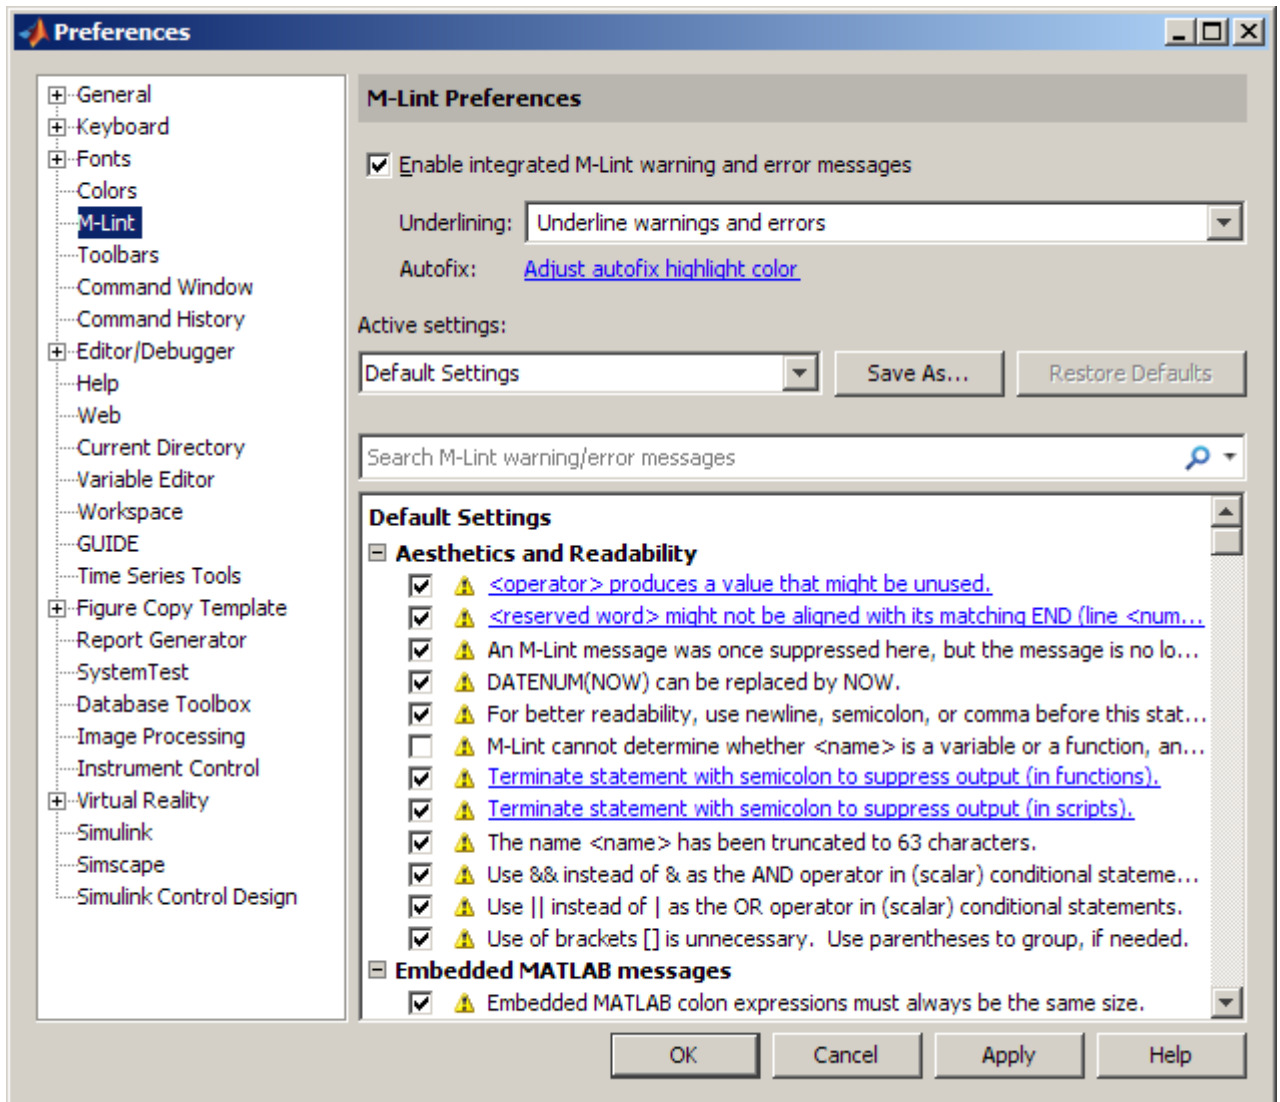 Preferences
General
Keyboard
Fonts
Colors
M-Lint
Toolbars
Command Window
Command History
Editor/Debugger
Help
Web
Current Directory
Variable Editor
Workspace
GUIDE
Time Series Tools
Figure Copy Template
Report Generator
SystemTest
Database Toolbox
Image Processing
Instrument Control
Virtual Reality
Simulink
Simscape
Simulink Control Design
M-Lint Preferences
Enable integrated M-Lint warning and error messages
Underlining: Underline warnings and errors
Autofix: Adjust autofix highlight color
Active settings:
Default Settings Save As... Restore Defaults
Search M-Lint warning/error messages
Default Settings
Aesthetics and Readability
<operator> produces a value that might be unused.
<reserved word> might not be aligned with its matching END (line <num...
An M-Lint message was once suppressed here, but the message is no lo...
DATENUM(NOW) can be replaced by NOW.
For better readability, use newline, semicolon, or comma before this stat...
M-Lint cannot determine whether <name> is a variable or a function, an...
Terminate statement with semicolon to suppress output (in functions).
Terminate statement with semicolon to suppress output (in scripts).
The name <name> has been truncated to 63 characters.
Use && instead of & as the AND operator in (scalar) conditional stateme...
Use || instead of | as the OR operator in (scalar) conditional statements.
Use of brackets [] is unnecessary. Use parentheses to group, if needed.
Embedded MATLAB messages
Embedded MATLAB colon expressions must always be the same size.
OK Cancel Apply Help